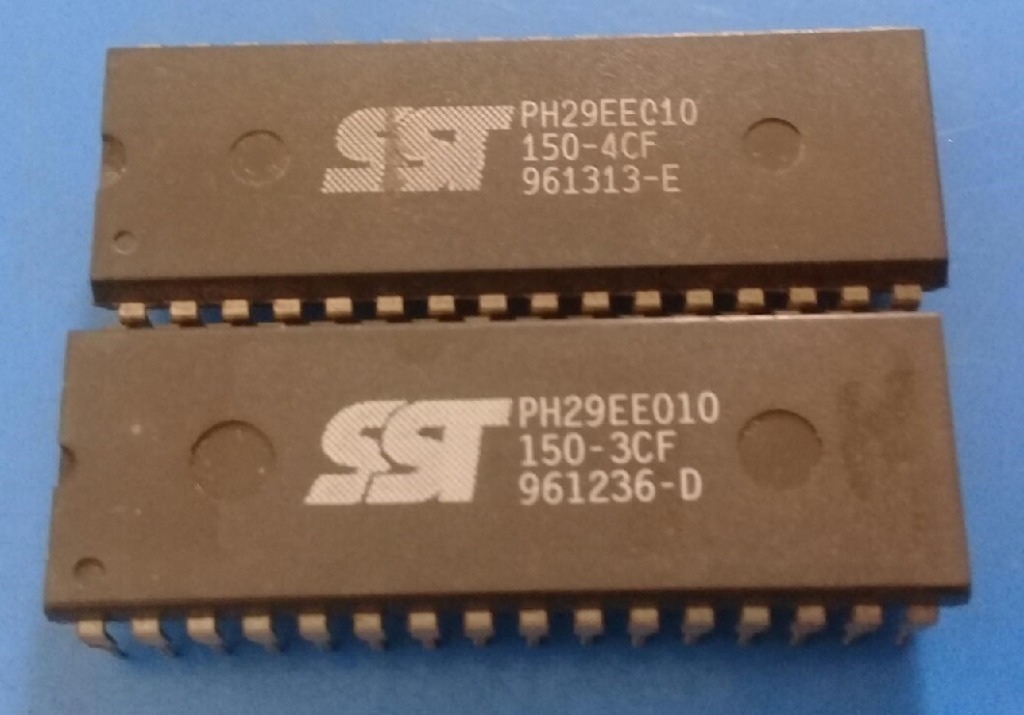 SST
PH29EE010
150-4CF
961313-E
SST
PH29EE010
150-3CF
961236-D